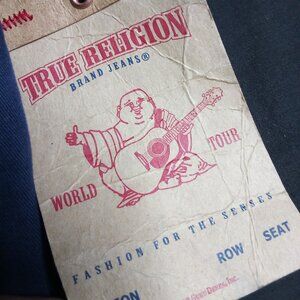 TRUE RELIGION
BRAND JEANS®
WORLD TOUR
FASHION FOR THE SENSES
ROW SEAT